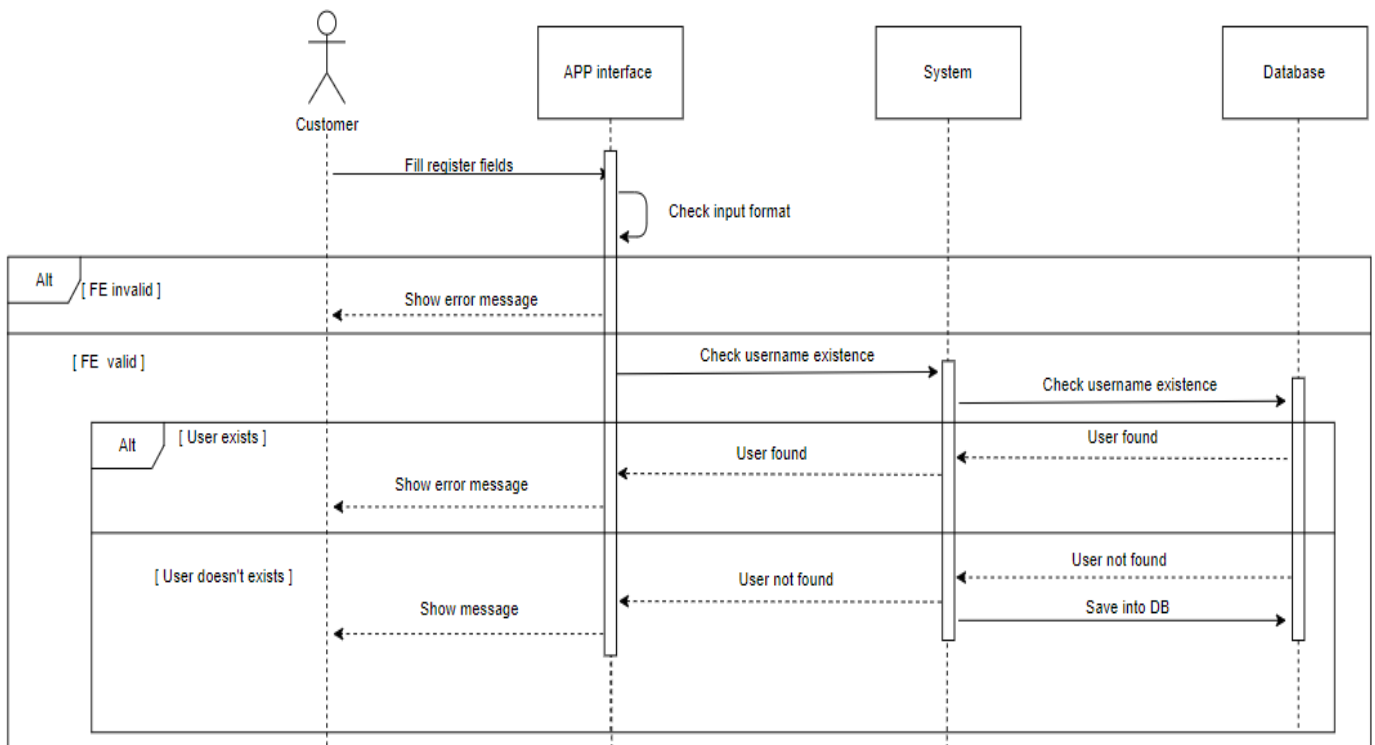 Customer
APP interface
System
Database
Fill register fields
Check input format
Alt
[ FE invalid ]
Show error message
[ FE  valid ]
Check username existence
Check username existence
Alt
[ User exists ]
User found
User found
Show error message
[ User doesn't exists ]
User not found
User not found
Save into DB
Show message